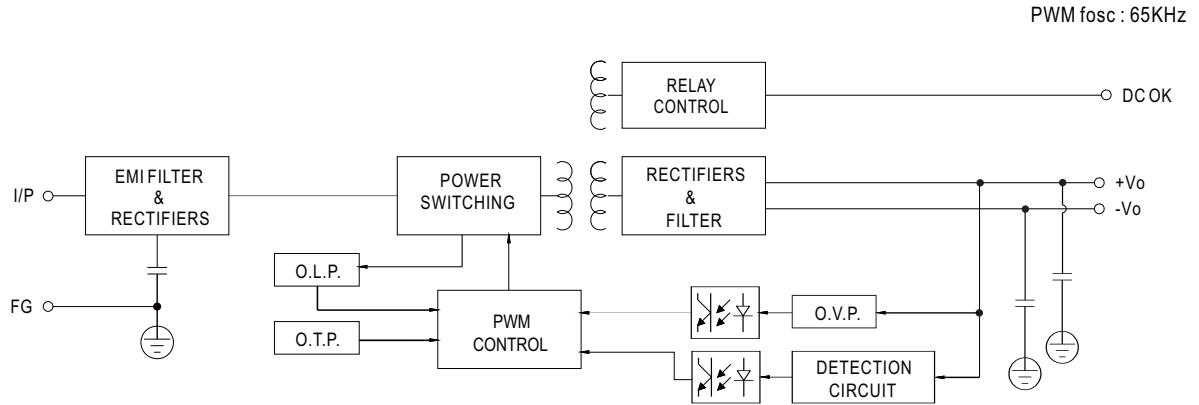 PWM fosc : 65KHz
RELAY
CONTROL
DC OK
I/P
EMI FILTER
&
RECTIFIERS
POWER
SWITCHING
RECTIFIERS
&
FILTER
+Vo
-Vo
O.L.P.
FG
O.T.P.
PWM
CONTROL
O.V.P.
DETECTION
CIRCUIT